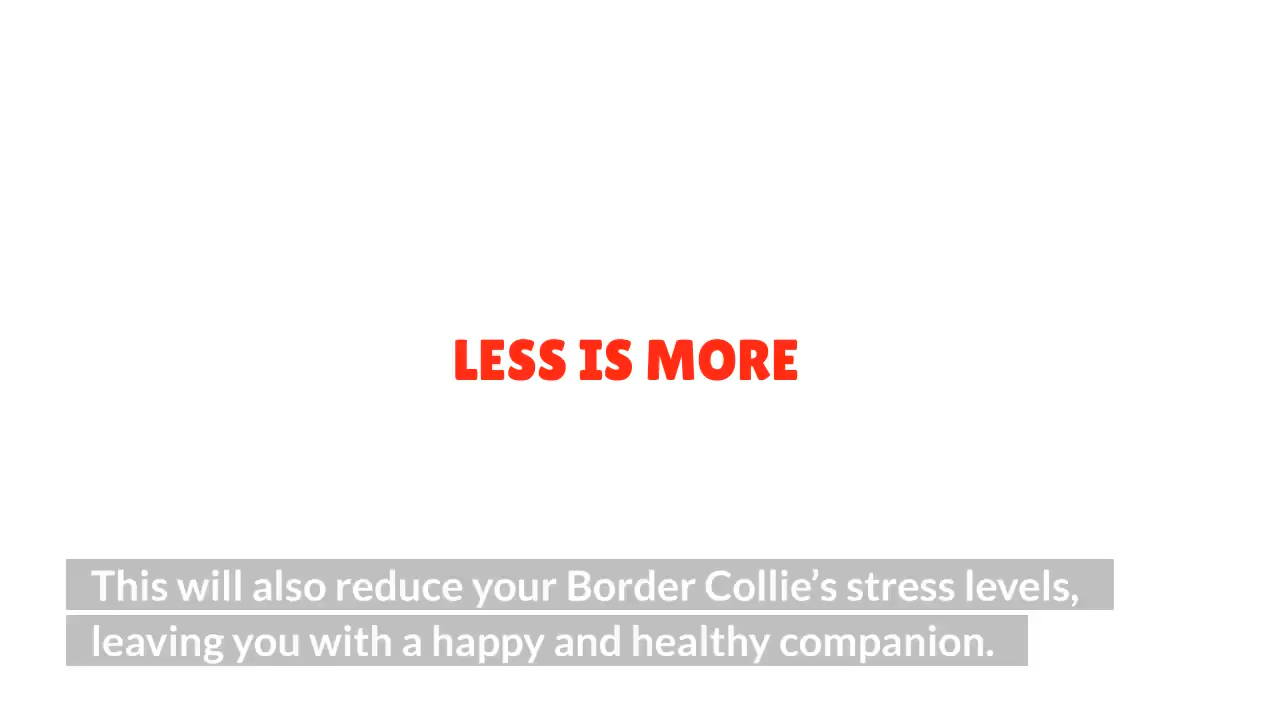 LESS IS MORE
This will also reduce your Border Collie’s stress levels,
leaving you with a happy and healthy companion.